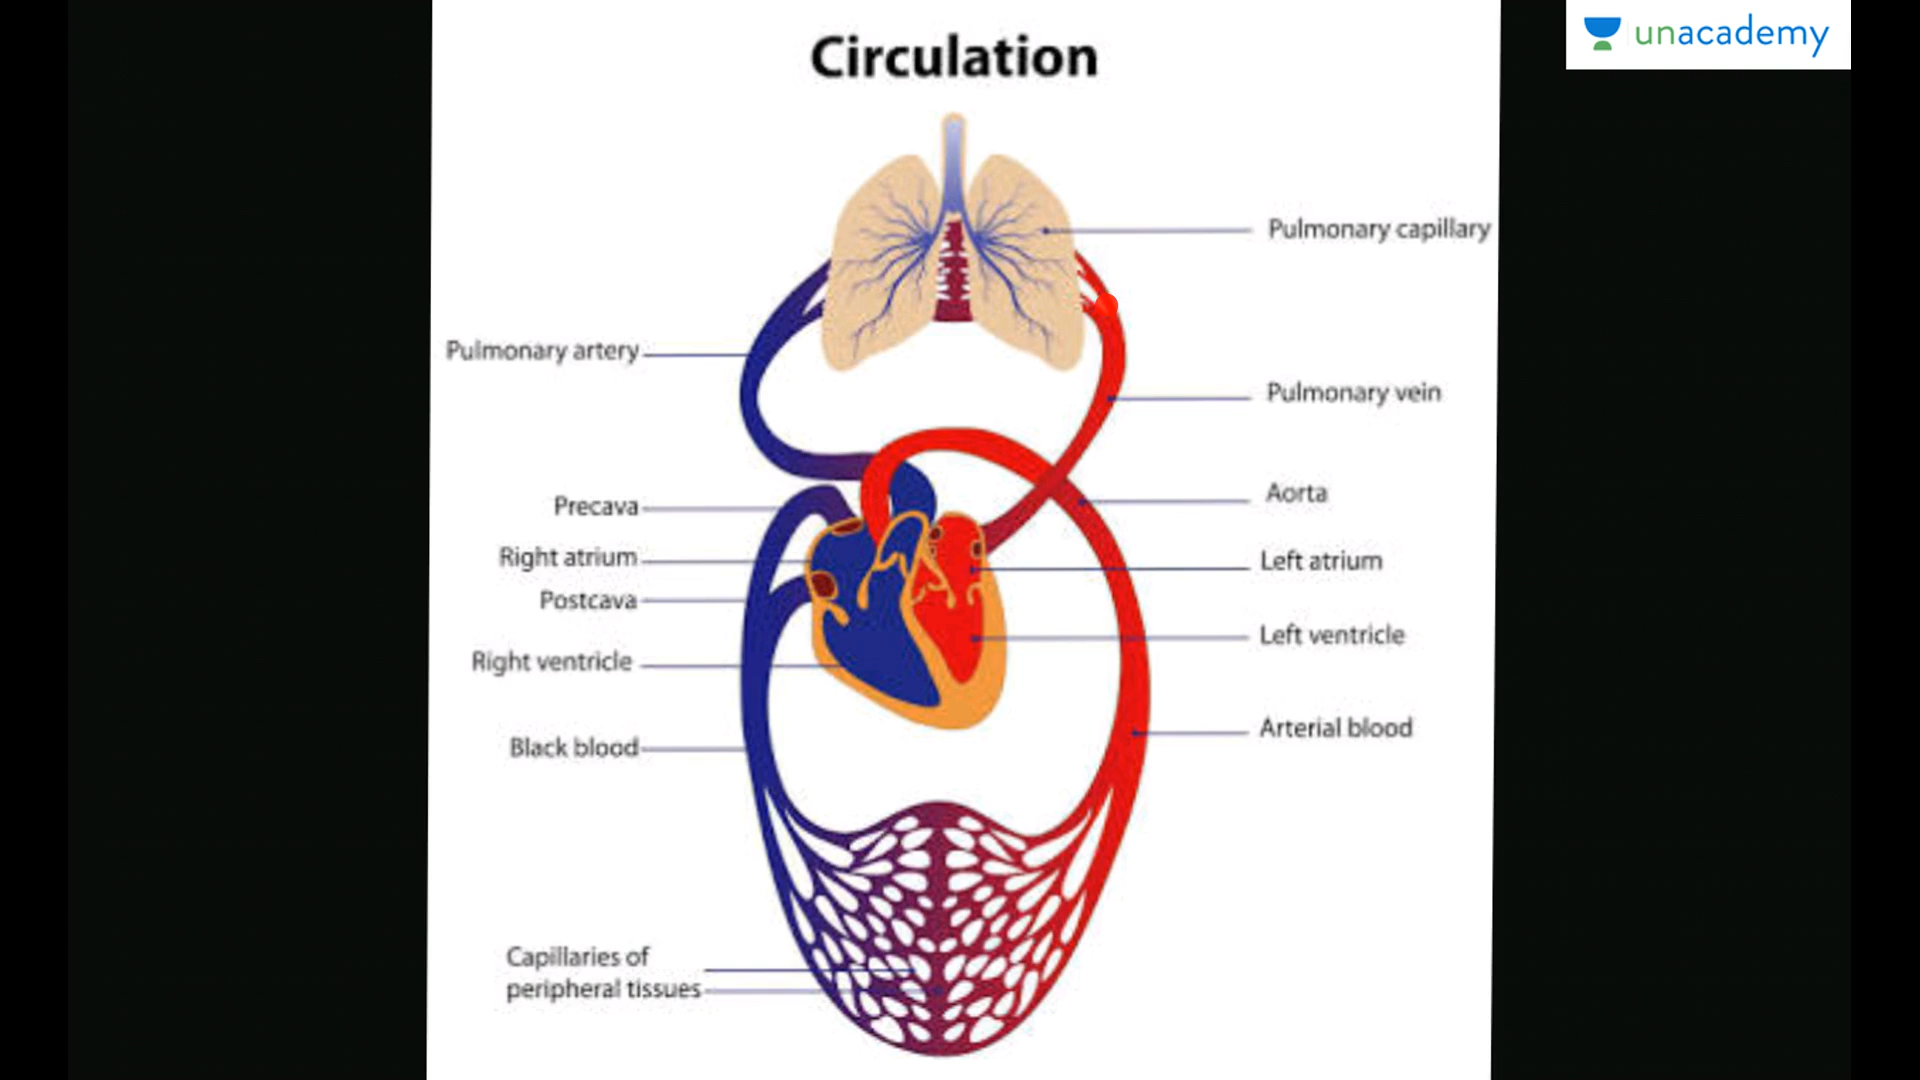 Circulation
unacademy
Pulmonary capillary
Pulmonary artery
Pulmonary vein
Precava
Aorta
Right atrium
Left atrium
Postcava
Left ventricle
Right ventricle
Black blood
Arterial blood
Capillaries of
peripheral tissues